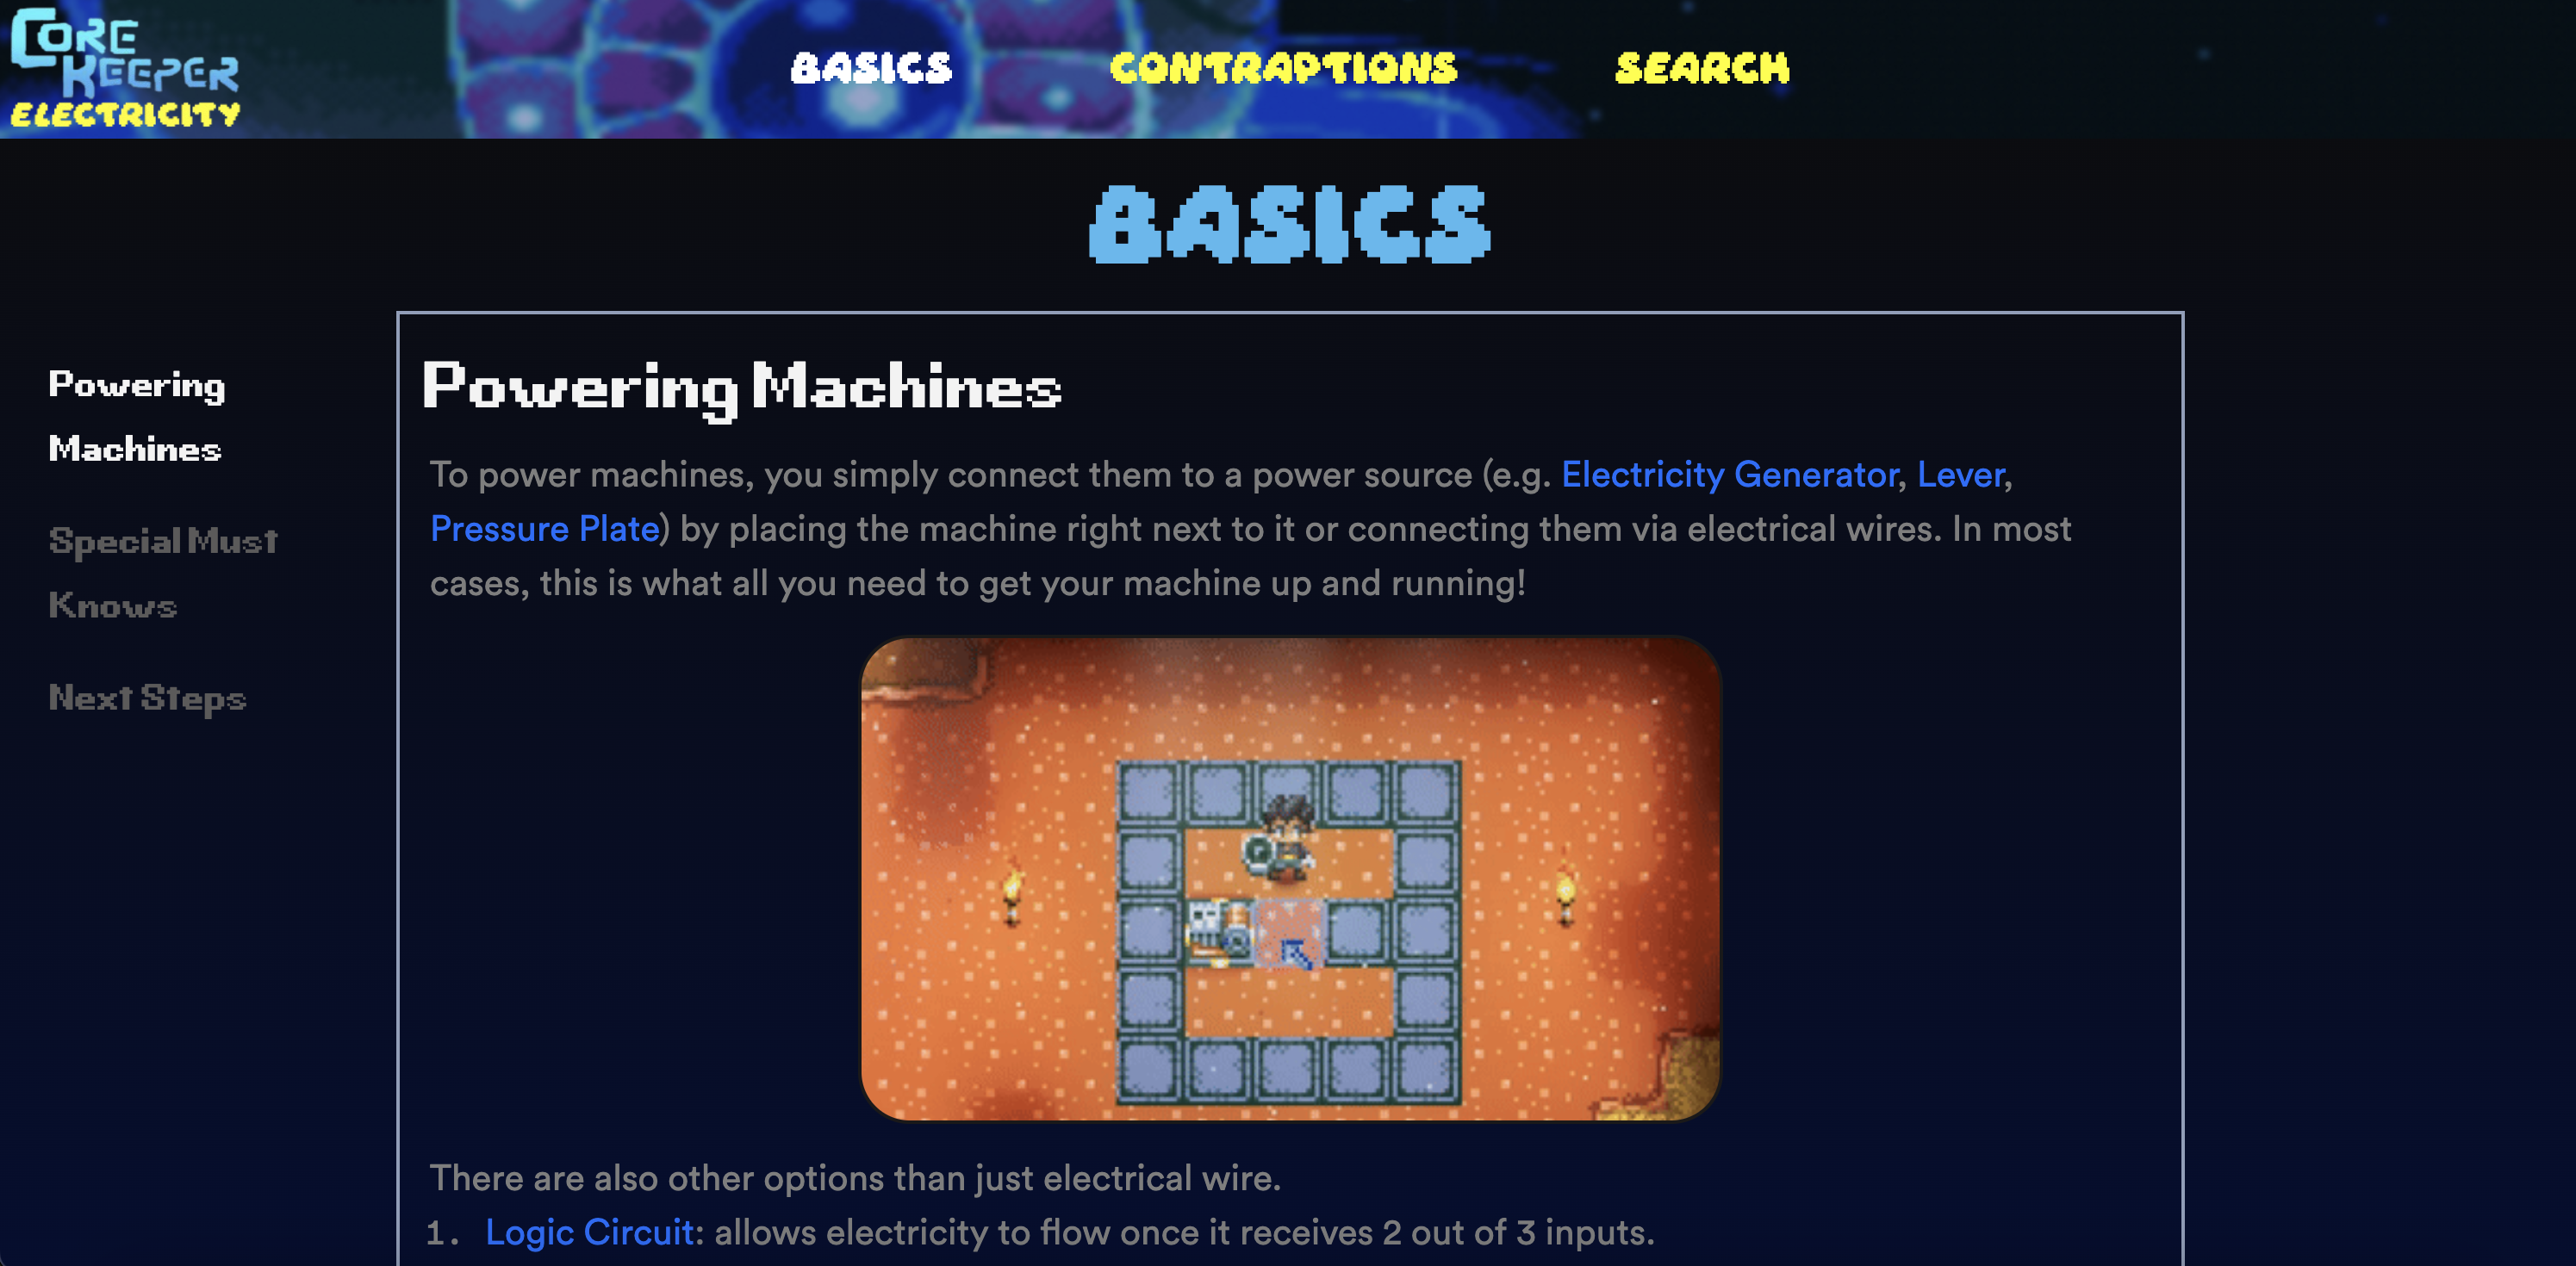 CORE
KEEPER
ELECTRICITY
BASICS
CONTRAPTIONS
SEARCH
BASICS
Powering
Machines
Special Must
Knows
Next Steps
Powering Machines
To power machines, you simply connect them to a power source (e.g. Electricity Generator, Lever,
Pressure Plate) by placing the machine right next to it or connecting them via electrical wires. In most
cases, this is what all you need to get your machine up and running!
There are also other options than just electrical wire.
1. Logic Circuit: allows electricity to flow once it receives 2 out of 3 inputs.